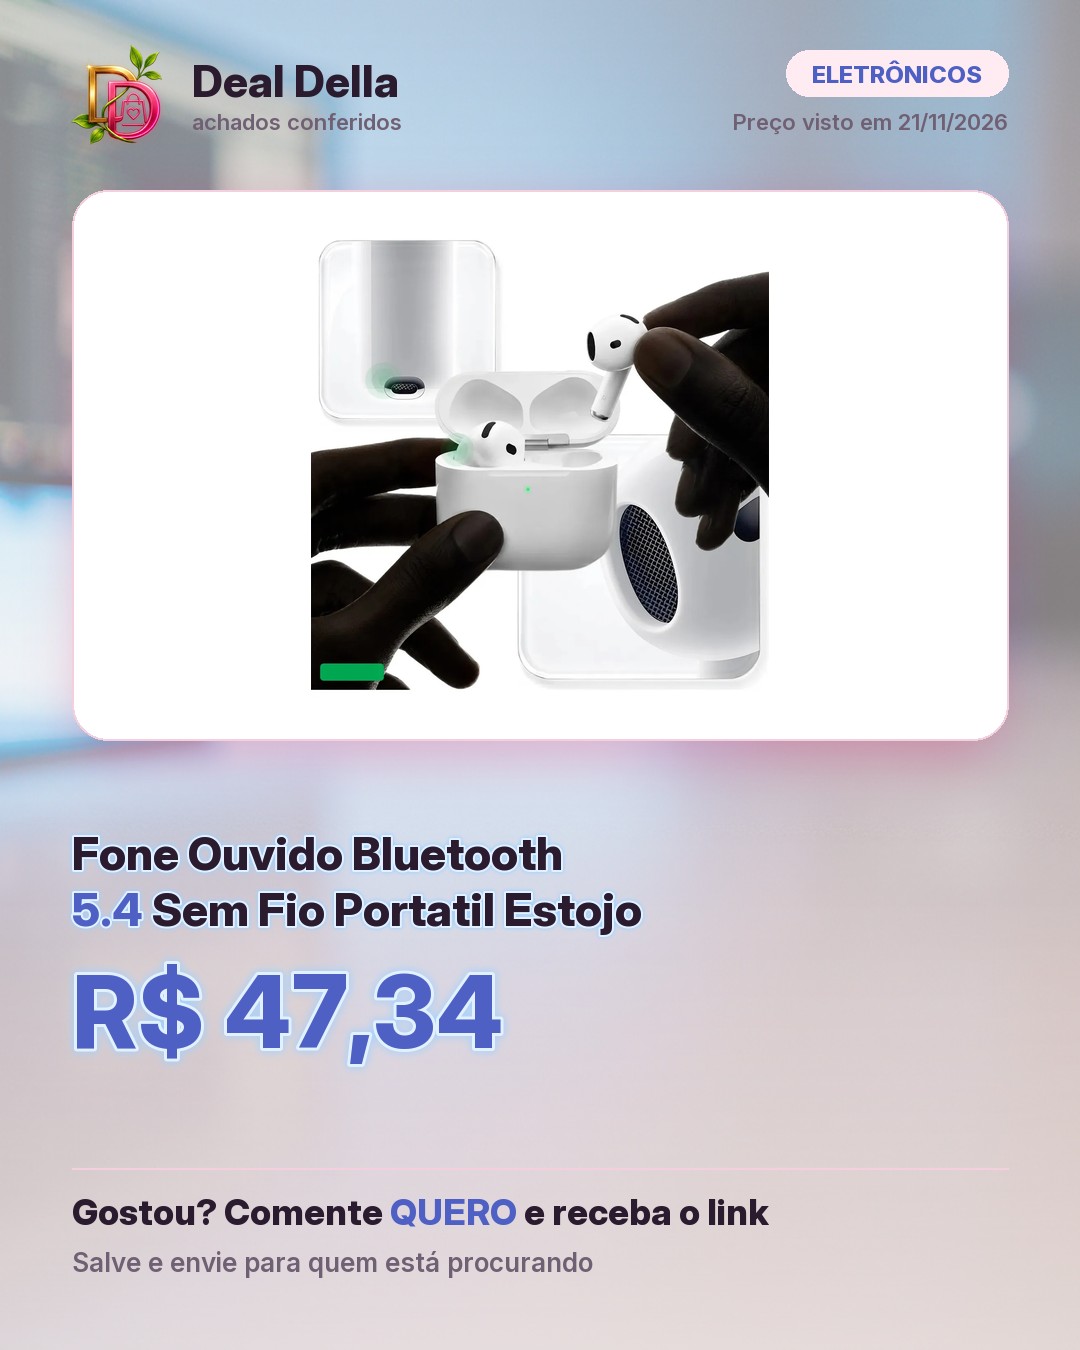 Deal Della
achados conferidos
ELETRÔNICOS
Preço visto em 21/11/2026
Fone Ouvido Bluetooth
5.4 Sem Fio Portatil Estojo
R$ 47,34
Gostou? Comente QUERO e receba o link
Salve e envie para quem está procurando